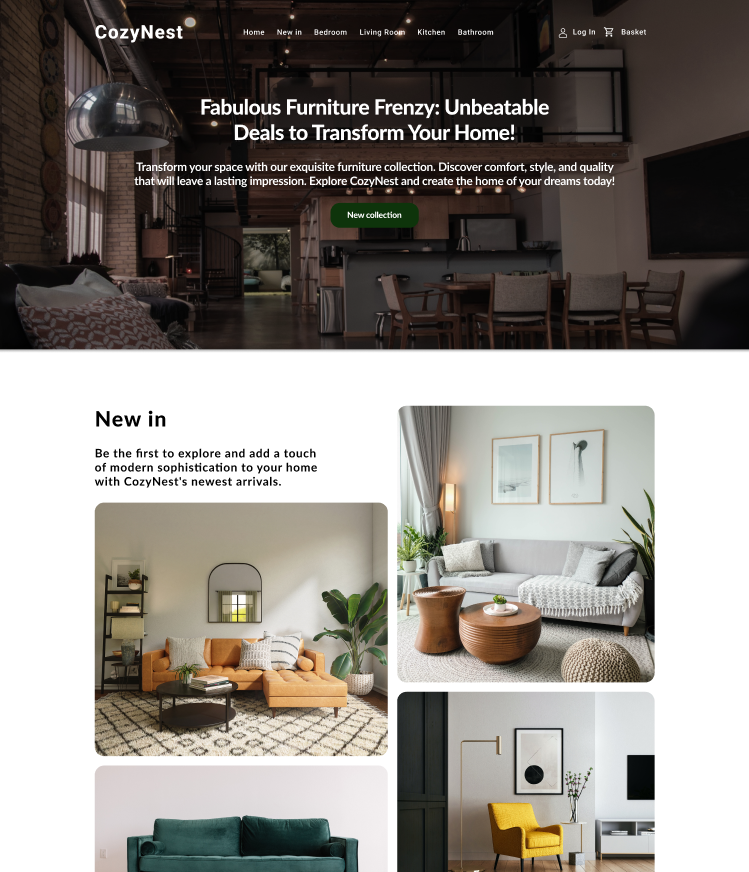 CozyNest
Home New in Bedroom Living Room Kitchen Bathroom
Log In Basket
Fabulous Furniture Frenzy: Unbeatable
Deals to Transform Your Home!
Transform your space with our exquisite furniture collection. Discover comfort, style, and quality
that will leave a lasting impression. Explore CozyNest and create the home of your dreams today!
New collection
New in
Be the first to explore and add a touch
of modern sophistication to your home
with CozyNest's newest arrivals.